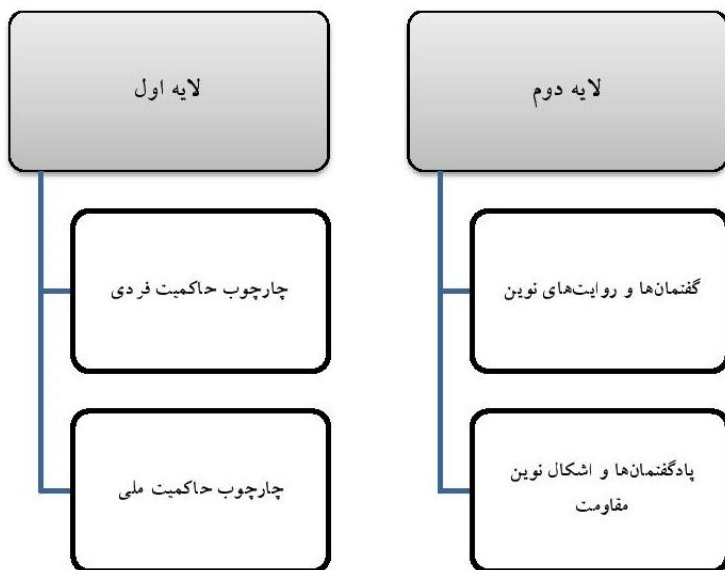 لایه اول
چارچوب حاکمیت فردی
چارچوب حاکمیت ملی
لایه دوم
گفتمان‌ها و روایت‌های نوین
پادگفتمان‌ها و اشکال نوین
مقاومت